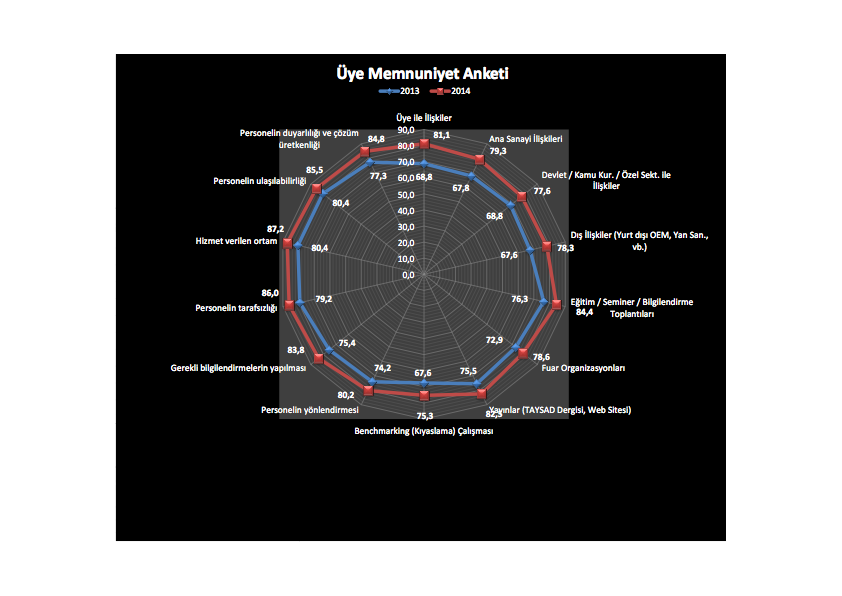 Üye Memnuniyet Anketi
2013 2014
Üye ile İlişkiler
90,0
80,0
70,0
60,0
50,0
40,0
30,0
20,0
10,0
0,0
Ana Sanayi İlişkileri
Devlet / Kamu Kur. / Özel Sekt. ile
İlişkiler
Dış İlişkiler (Yurt dışı OEM, Yan San.,
vb.)
Eğitim / Seminer / Bilgilendirme
Toplantıları
Fuar Organizasyonları
Yayınlar (TAYSAD Dergisi, Web Sitesi)
Benchmarking (Kıyaslama) Çalışması
Personelin yönlendirmesi
Gerekli bilgilendirmelerin yapılması
Personelin tarafsızlığı
Hizmet verilen ortam
Personelin ulaşılabilirliği
Personelin duyarlılığı ve çözüm
üretkenliği
68,8
67,8
68,8
67,6
76,3
72,9
75,5
67,6
74,2
75,4
79,2
80,4
80,4
77,3
81,1
79,3
77,6
78,3
84,4
78,6
82,3
75,3
80,2
83,8
86,0
87,2
85,5
84,8